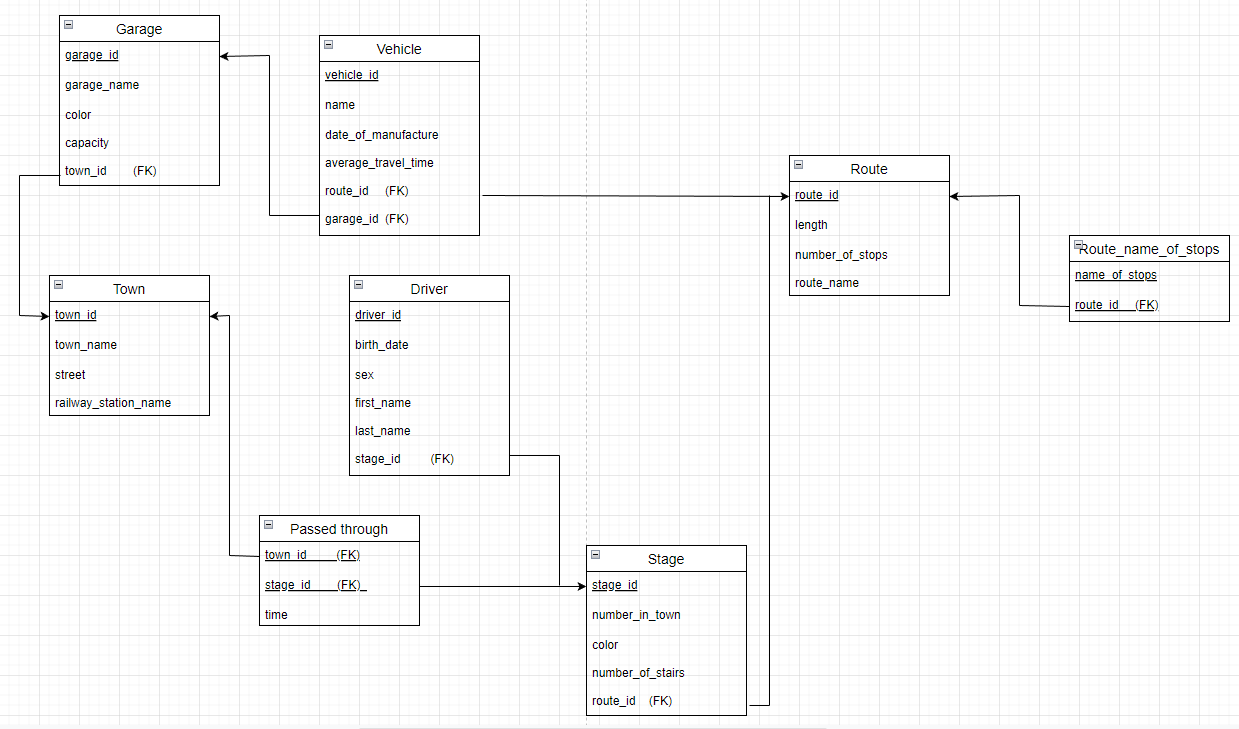 Garage
garage_id
garage_name
color
capacity
town_id (FK)
Vehicle
vehicle_id
name
date_of_manufacture
average_travel_time
route_id (FK)
garage_id (FK)
Route
route_id
length
number_of_stops
route_name
Route_name_of_stops
name_of_stops
route_id (FK)
Town
town_id
town_name
street
railway_station_name
Driver
driver_id
birth_date
sex
first_name
last_name
stage_id (FK)
Passed through
town_id (FK)
stage_id (FK)
time
Stage
stage_id
number_in_town
color
number_of_stairs
route_id (FK)